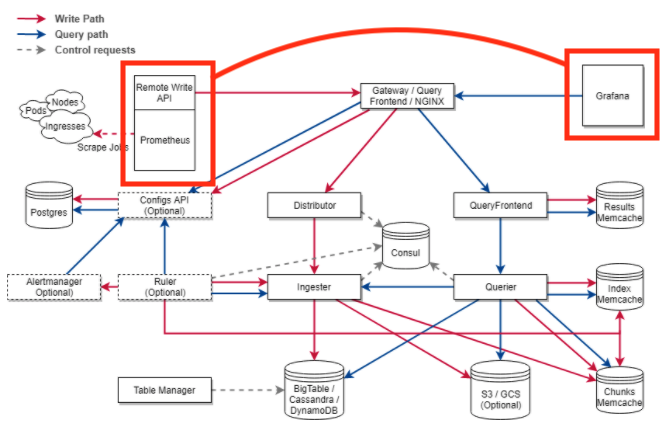 Write Path
Query path
Control requests
Remote Write
API
Prometheus
Gateway / Query
Frontend / NGINX
Grafana
Nodes
Pods
Ingresses
Scrape Jobs
Postgres
Configs API
(Optional)
Distributor
QueryFrontend
Results
Memcache
Consul
Alertmanager
Optional)
Ruler
(Optional)
Ingester
Querier
Index
Memcache
Table Manager
BigTable /
Cassandra /
DynamoDB
S3 / GCS
(Optional)
Chunks
Memcache